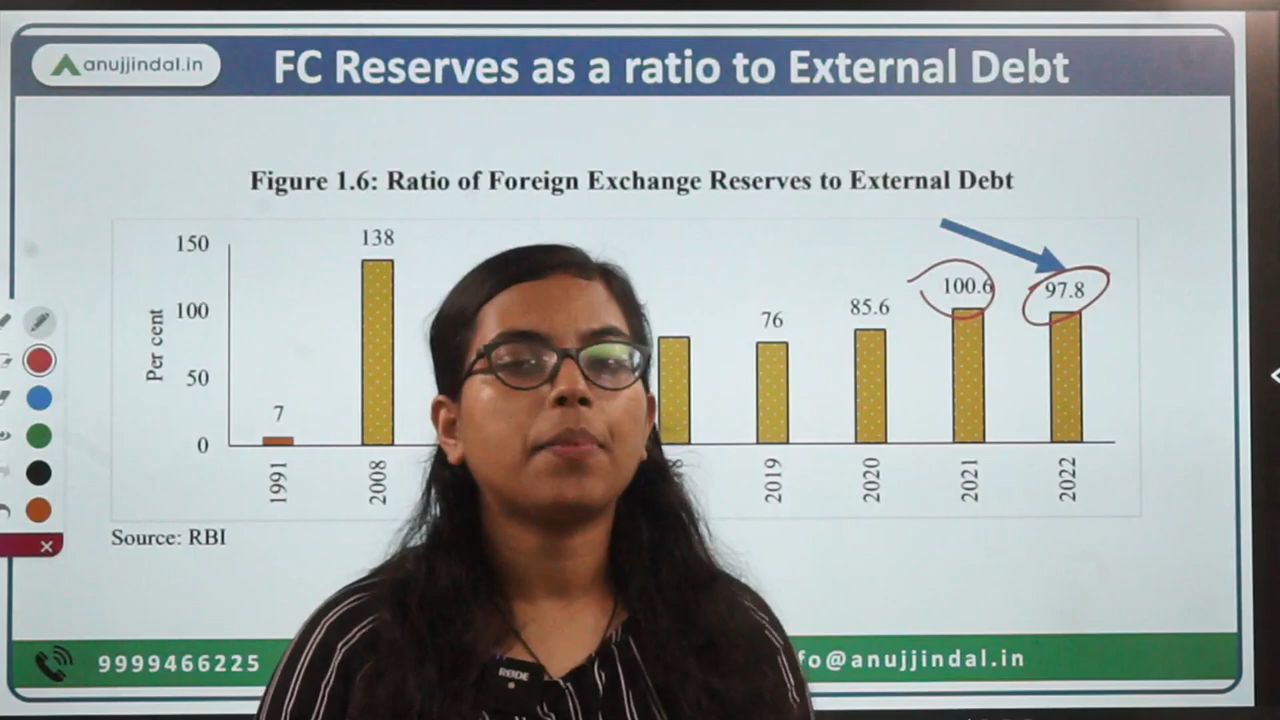 anujjindal.in
FC Reserves as a ratio to External Debt
Figure 1.6: Ratio of Foreign Exchange Reserves to External Debt
Per cent
150
100
50
0
7
138
76
85.6
100.6
97.8
1991
2008
2019
2020
2021
2022
Source: RBI
9999466225
fo@anujjindal.in
RØDE